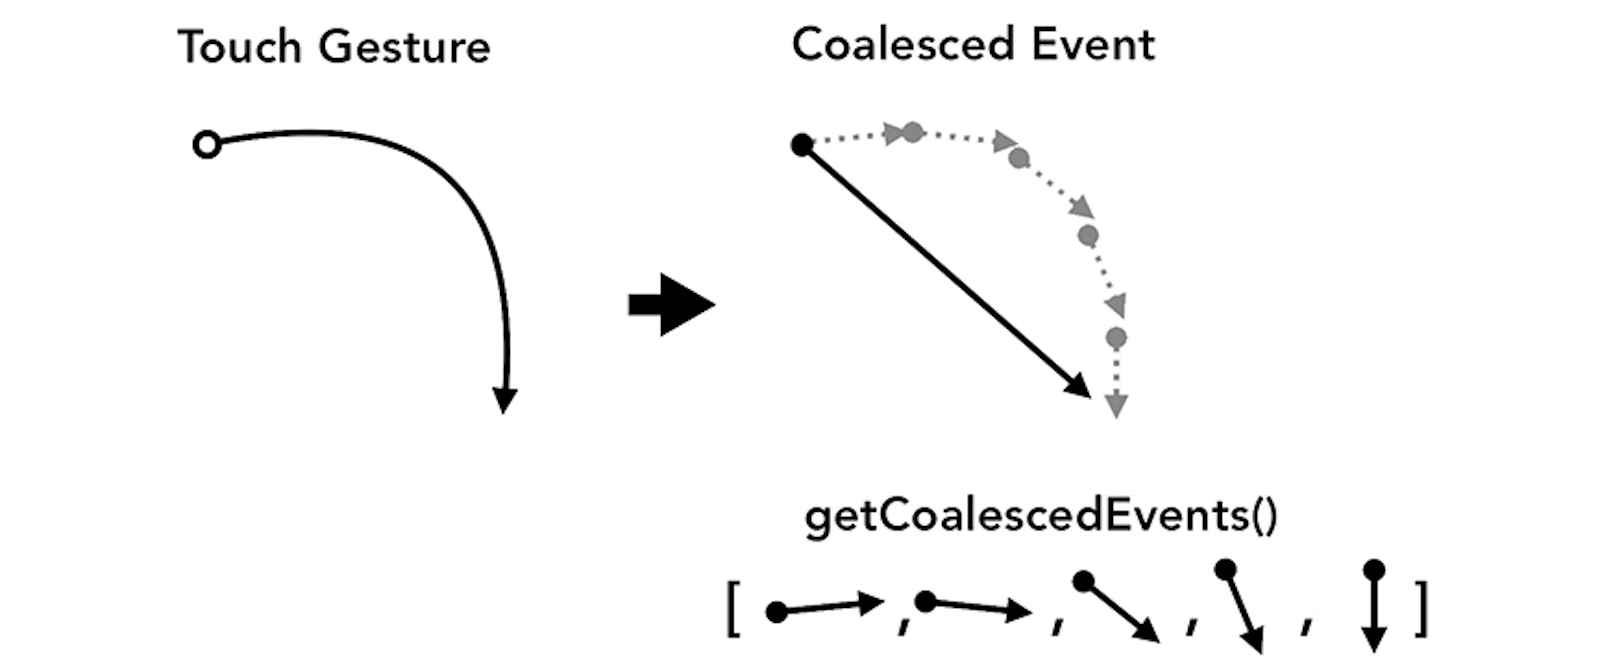 Touch Gesture
Coalesced Event
getCoalescedEvents()
[ , , , , ]